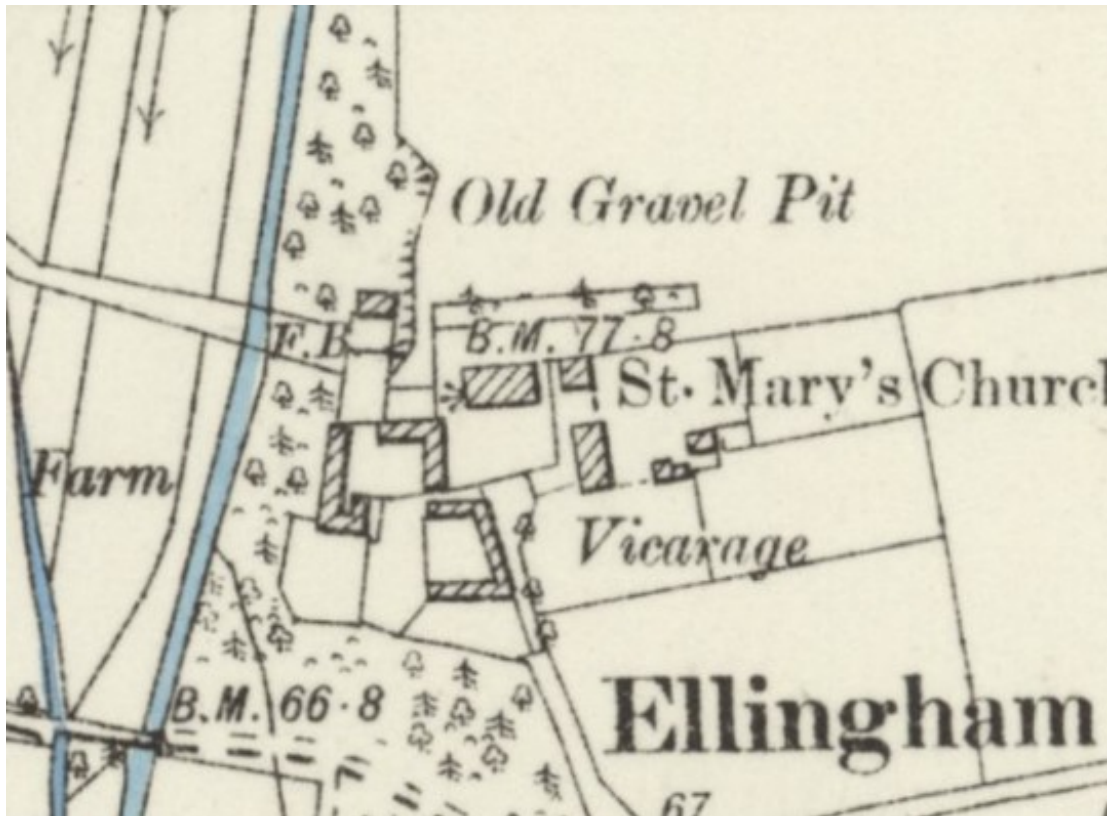 Old Gravel Pit
F.B.
B.M. 77·8
St. Mary's Church
Farm
Vicarage
B.M. 66·8
Ellingham
67